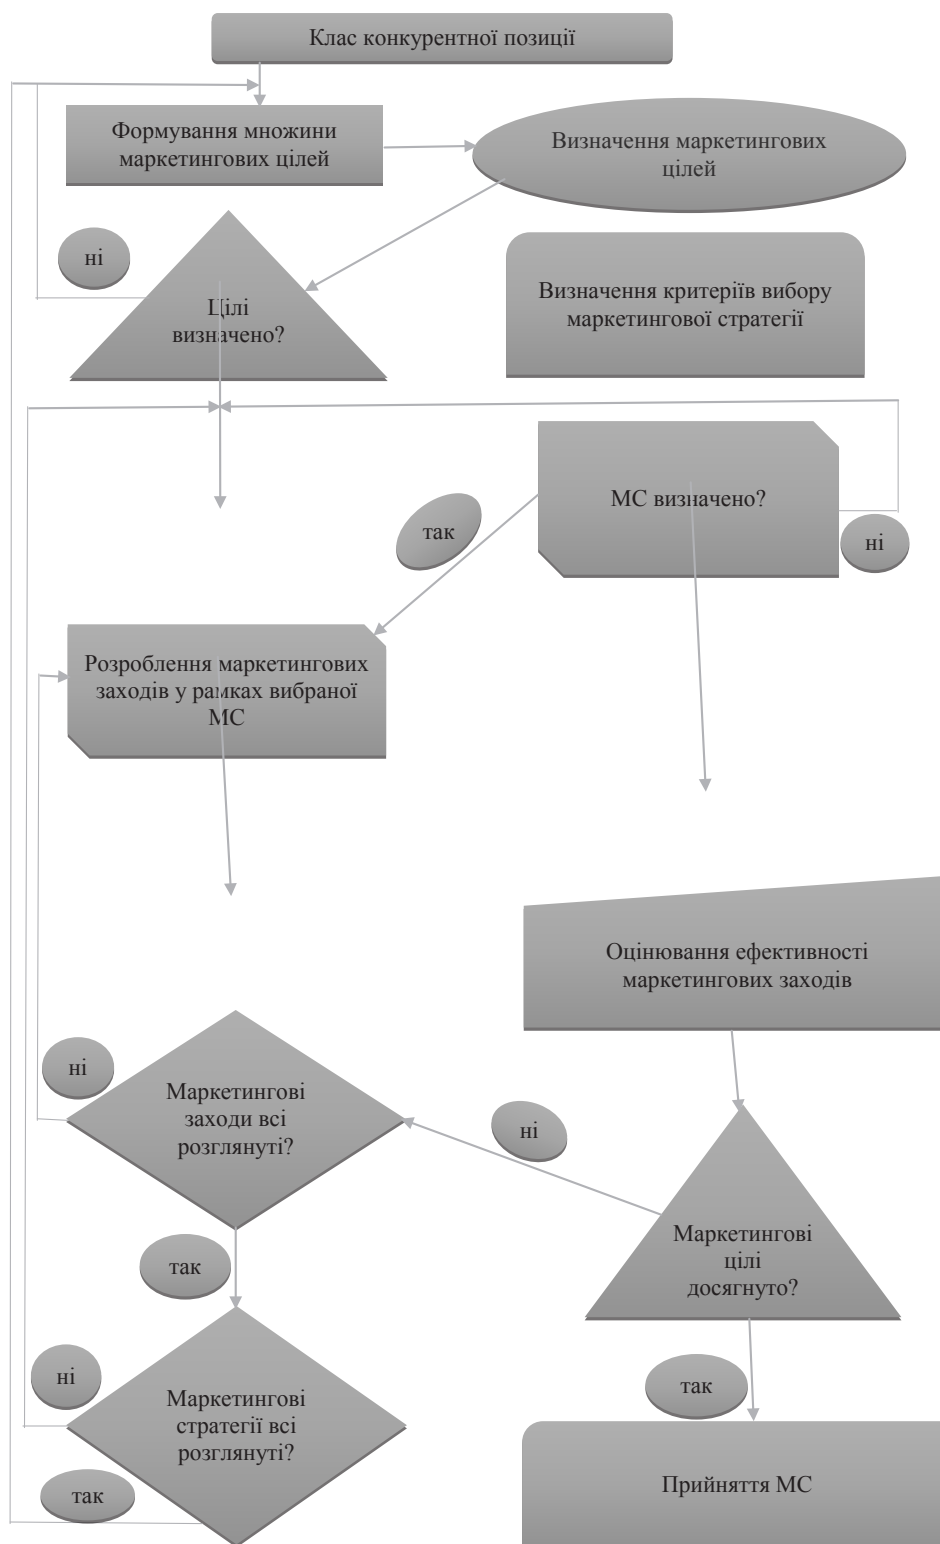 Клас конкурентної позиції
Формування множини
маркетингових цілей
Визначення маркетингових
цілей
ні
Цілі
визначено?
Визначення критеріїв вибору
маркетингової стратегії
МС визначено?
так
ні
Розроблення маркетингових
заходів у рамках вибраної
МС
Оцінювання ефективності
маркетингових заходів
ні
Маркетингові
заходи всі
розглянуті?
ні
Маркетингові
цілі
досягнуто?
так
ні
Маркетингові
стратегії всі
розглянуті?
так
так
Прийняття МС